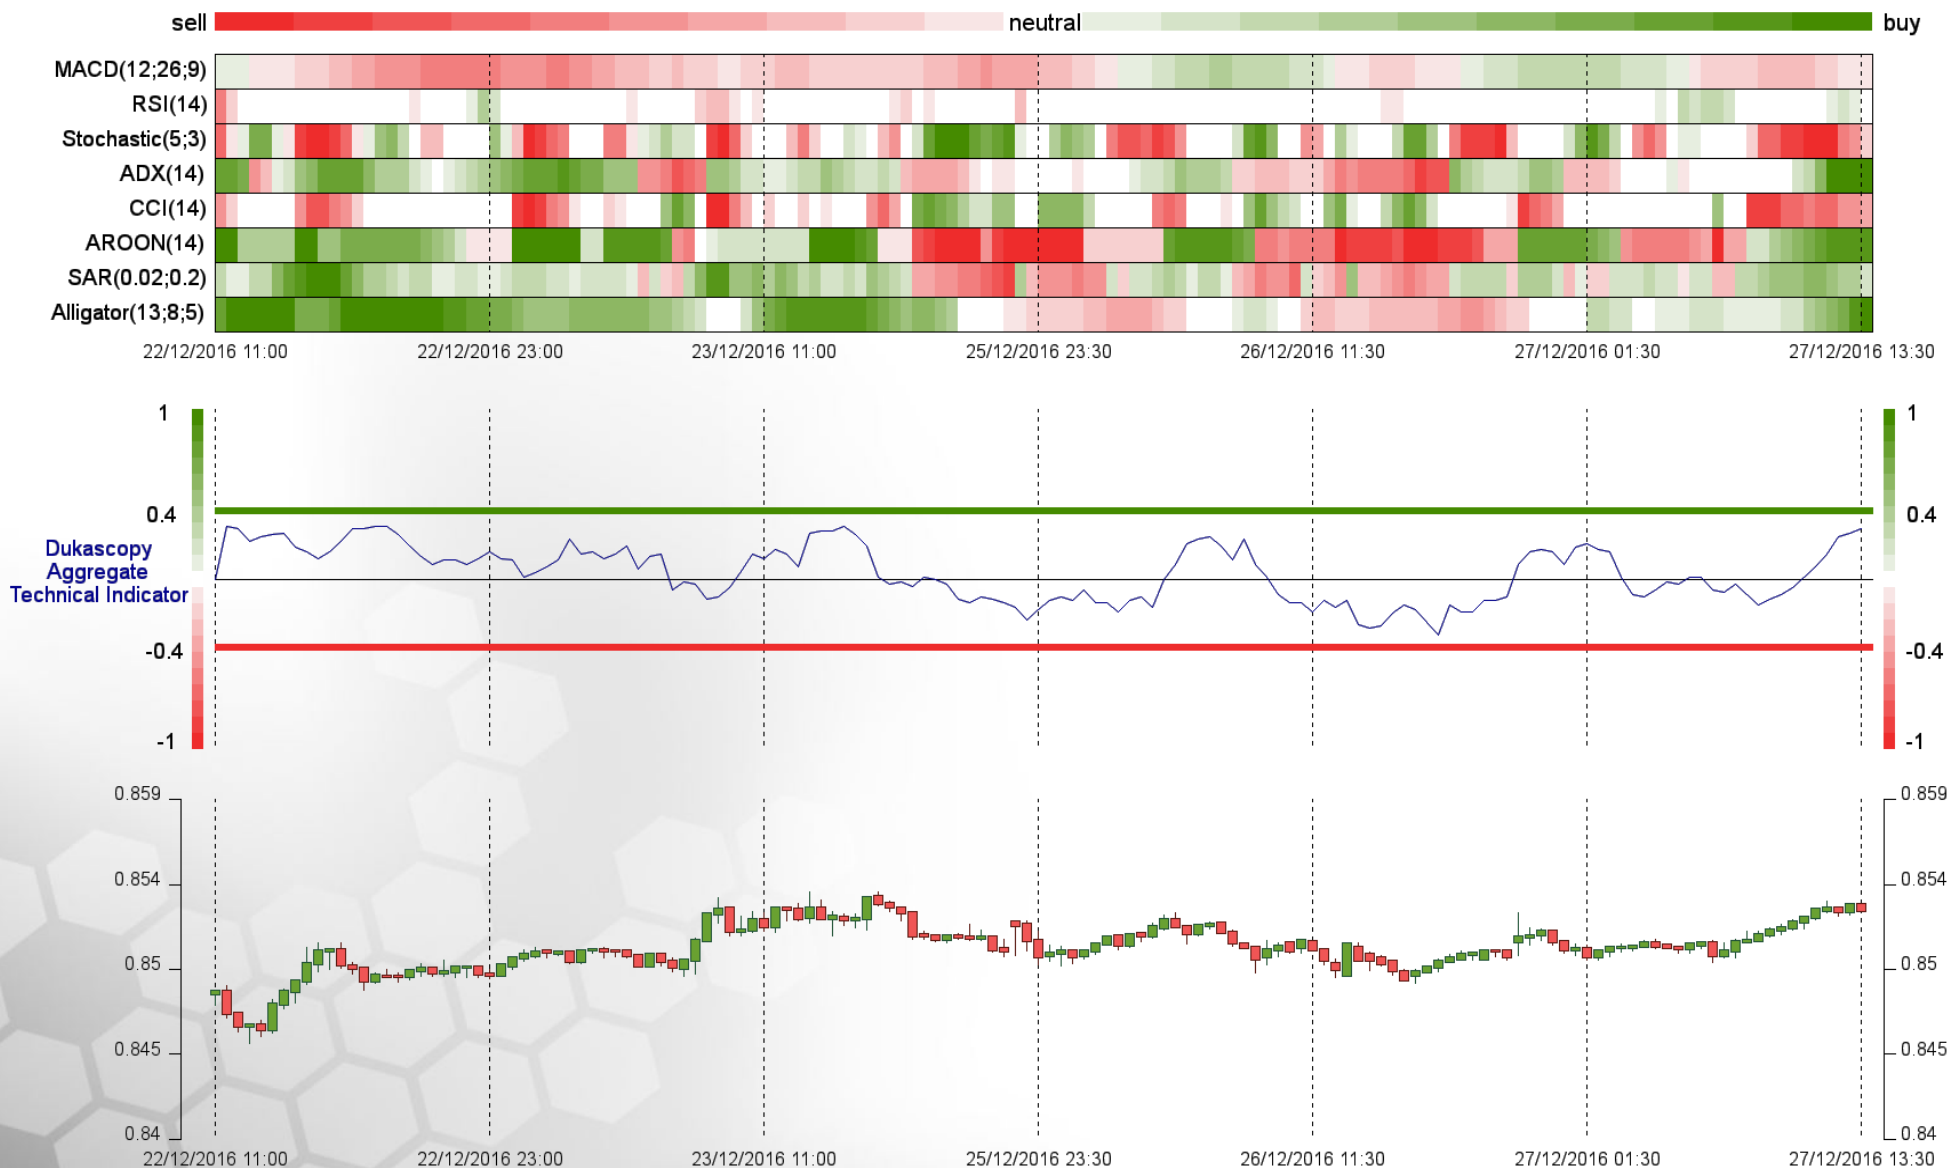 sell neutral buy
MACD(12;26;9)
RSI(14)
Stochastic(5;3)
ADX(14)
CCI(14)
AROON(14)
SAR(0.02;0.2)
Alligator(13;8;5)
22/12/2016 11:00 22/12/2016 23:00 23/12/2016 11:00 25/12/2016 23:30 26/12/2016 11:30 27/12/2016 01:30 27/12/2016 13:30
1 1
0.4 0.4
Dukascopy
Aggregate
Technical Indicator
-0.4 -0.4
-1 -1
0.859 0.859
0.854 0.854
0.85 0.85
0.845 0.845
0.84 0.84
22/12/2016 11:00 22/12/2016 23:00 23/12/2016 11:00 25/12/2016 23:30 26/12/2016 11:30 27/12/2016 01:30 27/12/2016 13:30